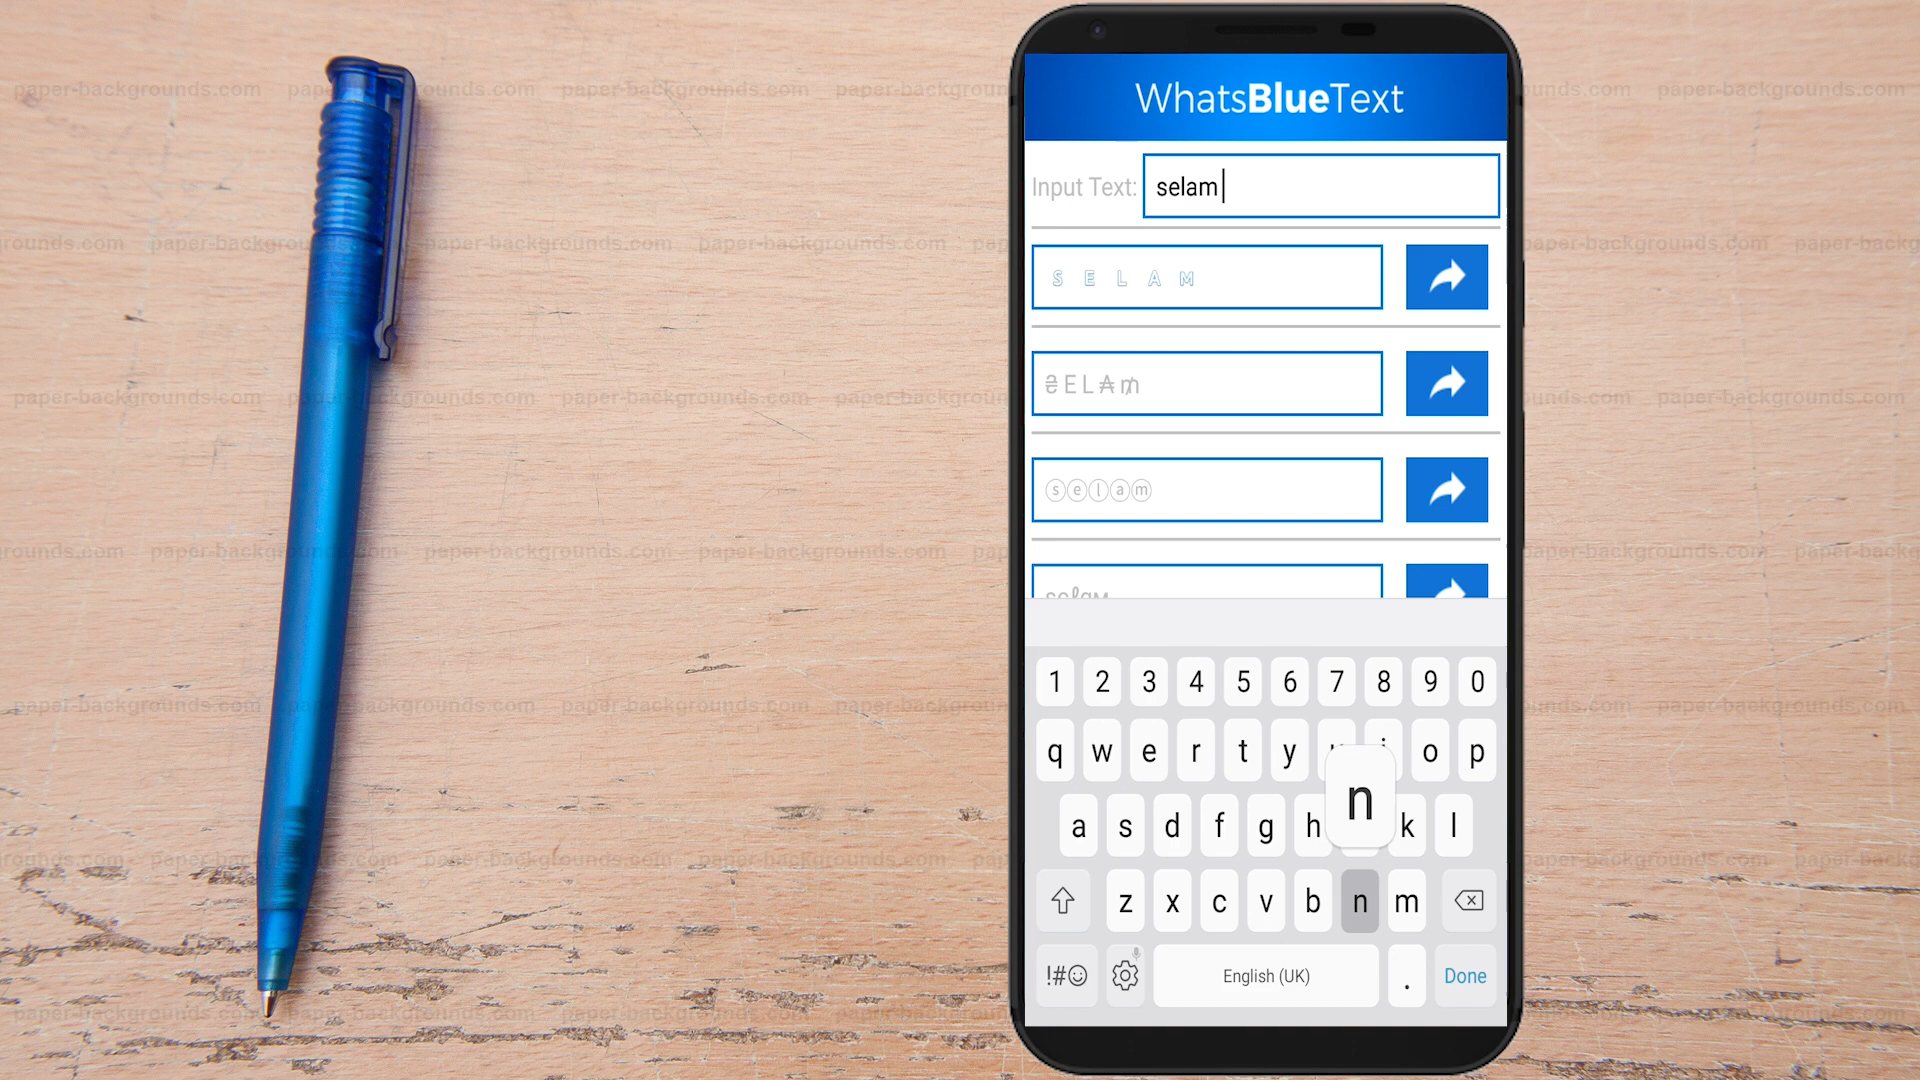 WhatsBlueText
Input Text: selam
S E L A M
₴ E L ₳ ₥
ⓢⓔⓛⓐⓜ
1 2 3 4 5 6 7 8 9 0
q w e r t y o p
n
a s d f g h k l
z x c v b n m
!#☺ English (UK) . Done
paper-backgrounds.com